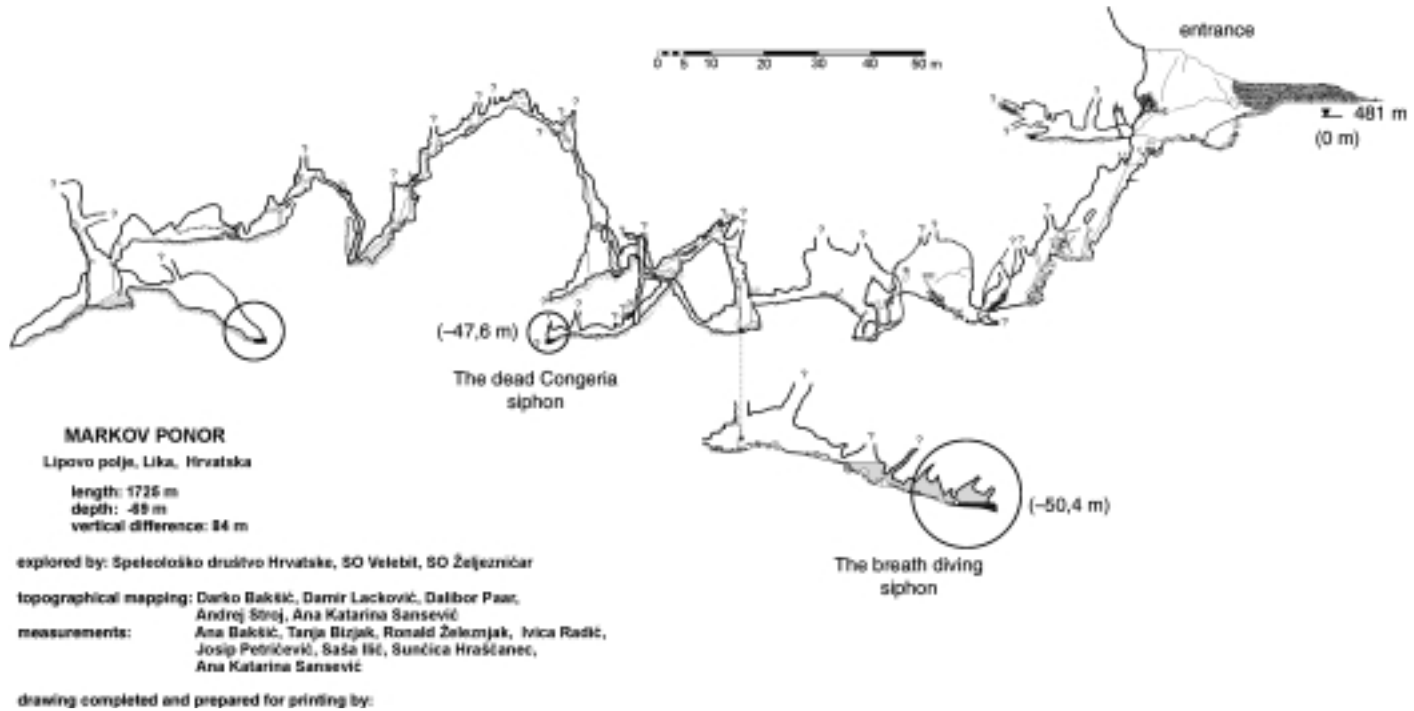 entrance
0 5 10 20 30 40 50 m
481 m
(0 m)
(–47,6 m)
The dead Congeria
siphon
(–50,4 m)
The breath diving
siphon
MARKOV PONOR
Lipovo polje, Lika, Hrvatska
length: 1725 m
depth: -69 m
vertical difference: 84 m
explored by: Speleološko društvo Hrvatske, SO Velebit, SO Željezničar
topographical mapping: Darko Bakšić, Damir Lacković, Dalibor Paar,
Andrej Stroj, Ana Katarina Sansević
measurements: Ana Bakšić, Tanja Bizjak, Ronald Železnjak, Ivica Radić,
Josip Petričević, Saša Ilić, Sunčica Hraščanec,
Ana Katarina Sansević
drawing completed and prepared for printing by: